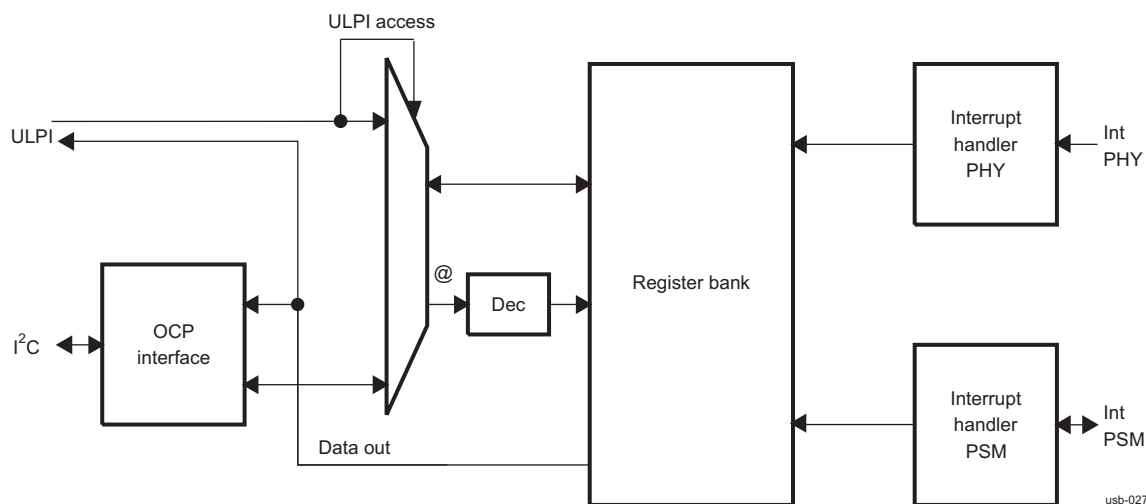 ULPI access
ULPI
Interrupt
handler
PHY
Int
PHY
@
Dec
Register bank
I²C
OCP
interface
Interrupt
handler
PSM
Int
PSM
Data out
usb-027